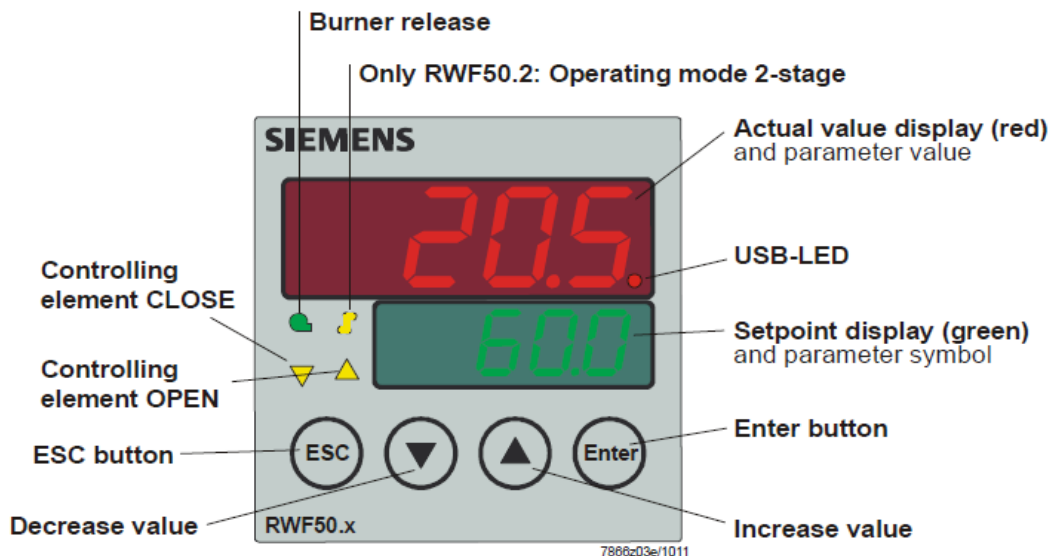 Burner release
Only RWF50.2: Operating mode 2-stage
SIEMENS
Actual value display (red)
and parameter value
20.5
USB-LED
Controlling
element CLOSE
60.0
Setpoint display (green)
and parameter symbol
Controlling
element OPEN
ESC button
ESC
Enter
Enter button
Decrease value
RWF50.x
Increase value
7866z03e/1011